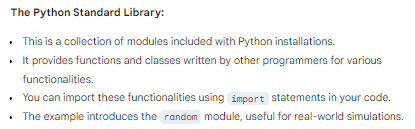 The Python Standard Library:
• This is a collection of modules included with Python installations.
• It provides functions and classes written by other programmers for various
functionalities.
• You can import these functionalities using import statements in your code.
• The example introduces the random module, useful for real-world simulations.